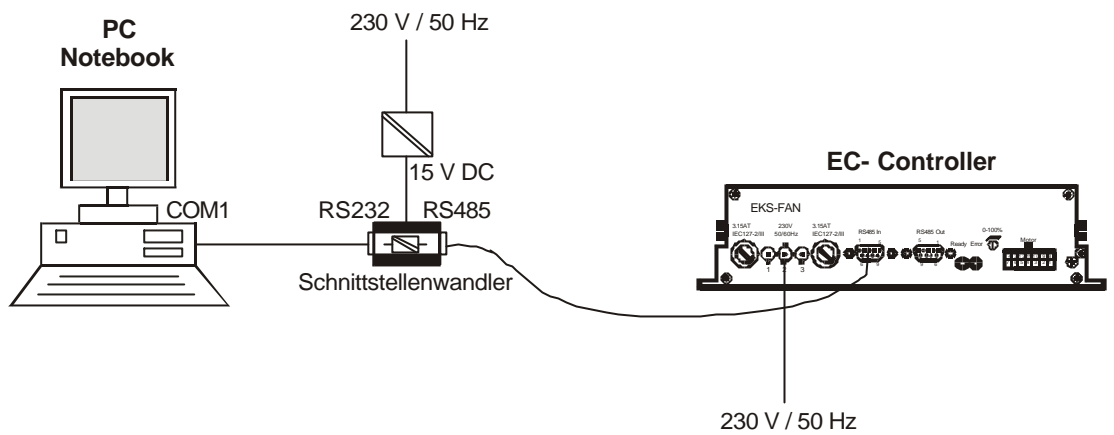 230 V / 50 Hz
PC
Notebook
15 V DC
EC- Controller
COM1
RS232
RS485
Schnittstellenwandler
EKS-FAN
3.15AT
IEC127-2/III
230V
50/60Hz
3.15AT
IEC127-2/III
RS485 In
RS485 Out
Ready
Error
0-100%
Motor
1
2
3
230 V / 50 Hz